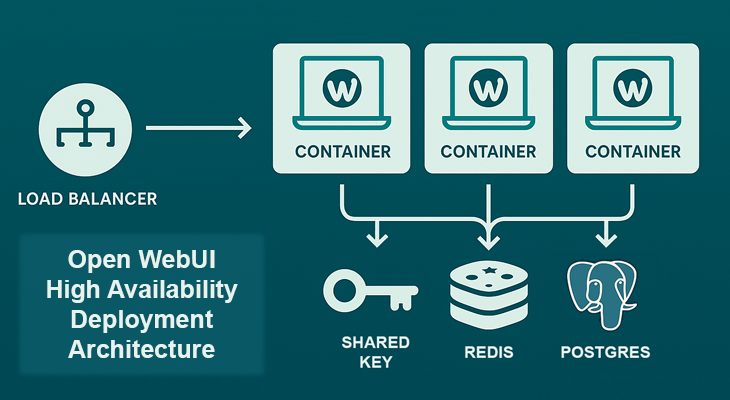 LOAD BALANCER
W
CONTAINER
W
CONTAINER
W
CONTAINER
Open WebUI
High Availability
Deployment
Architecture
SHARED
KEY
REDIS
POSTGRES